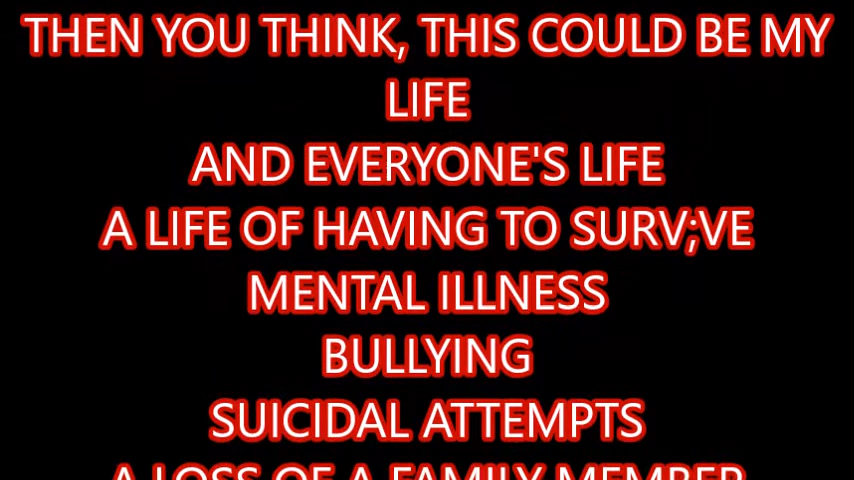 THEN YOU THINK, THIS COULD BE MY
LIFE
AND EVERYONE'S LIFE
A LIFE OF HAVING TO SURV;VE
MENTAL ILLNESS
BULLYING
SUICIDAL ATTEMPTS
A LOSS OF A FAMILY MEMBER